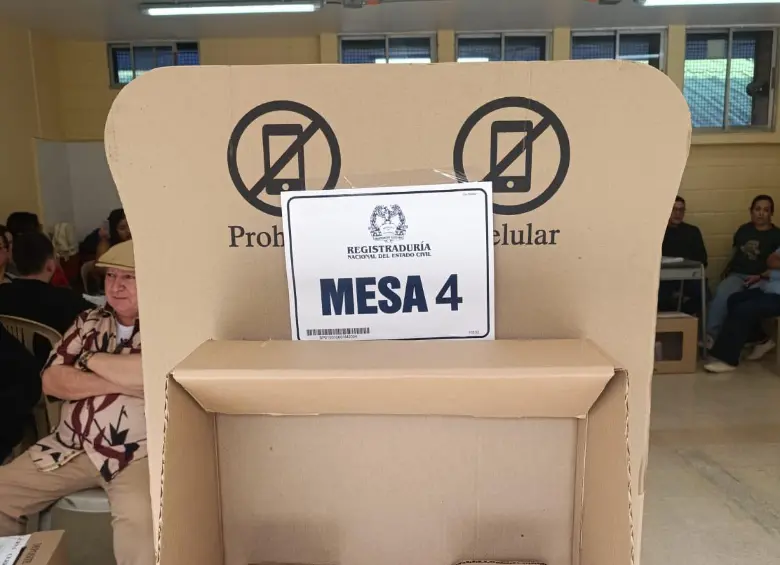 Proh
elular
REGISTRADURÍA
NACIONAL DEL ESTADO CIVIL
MESA 4